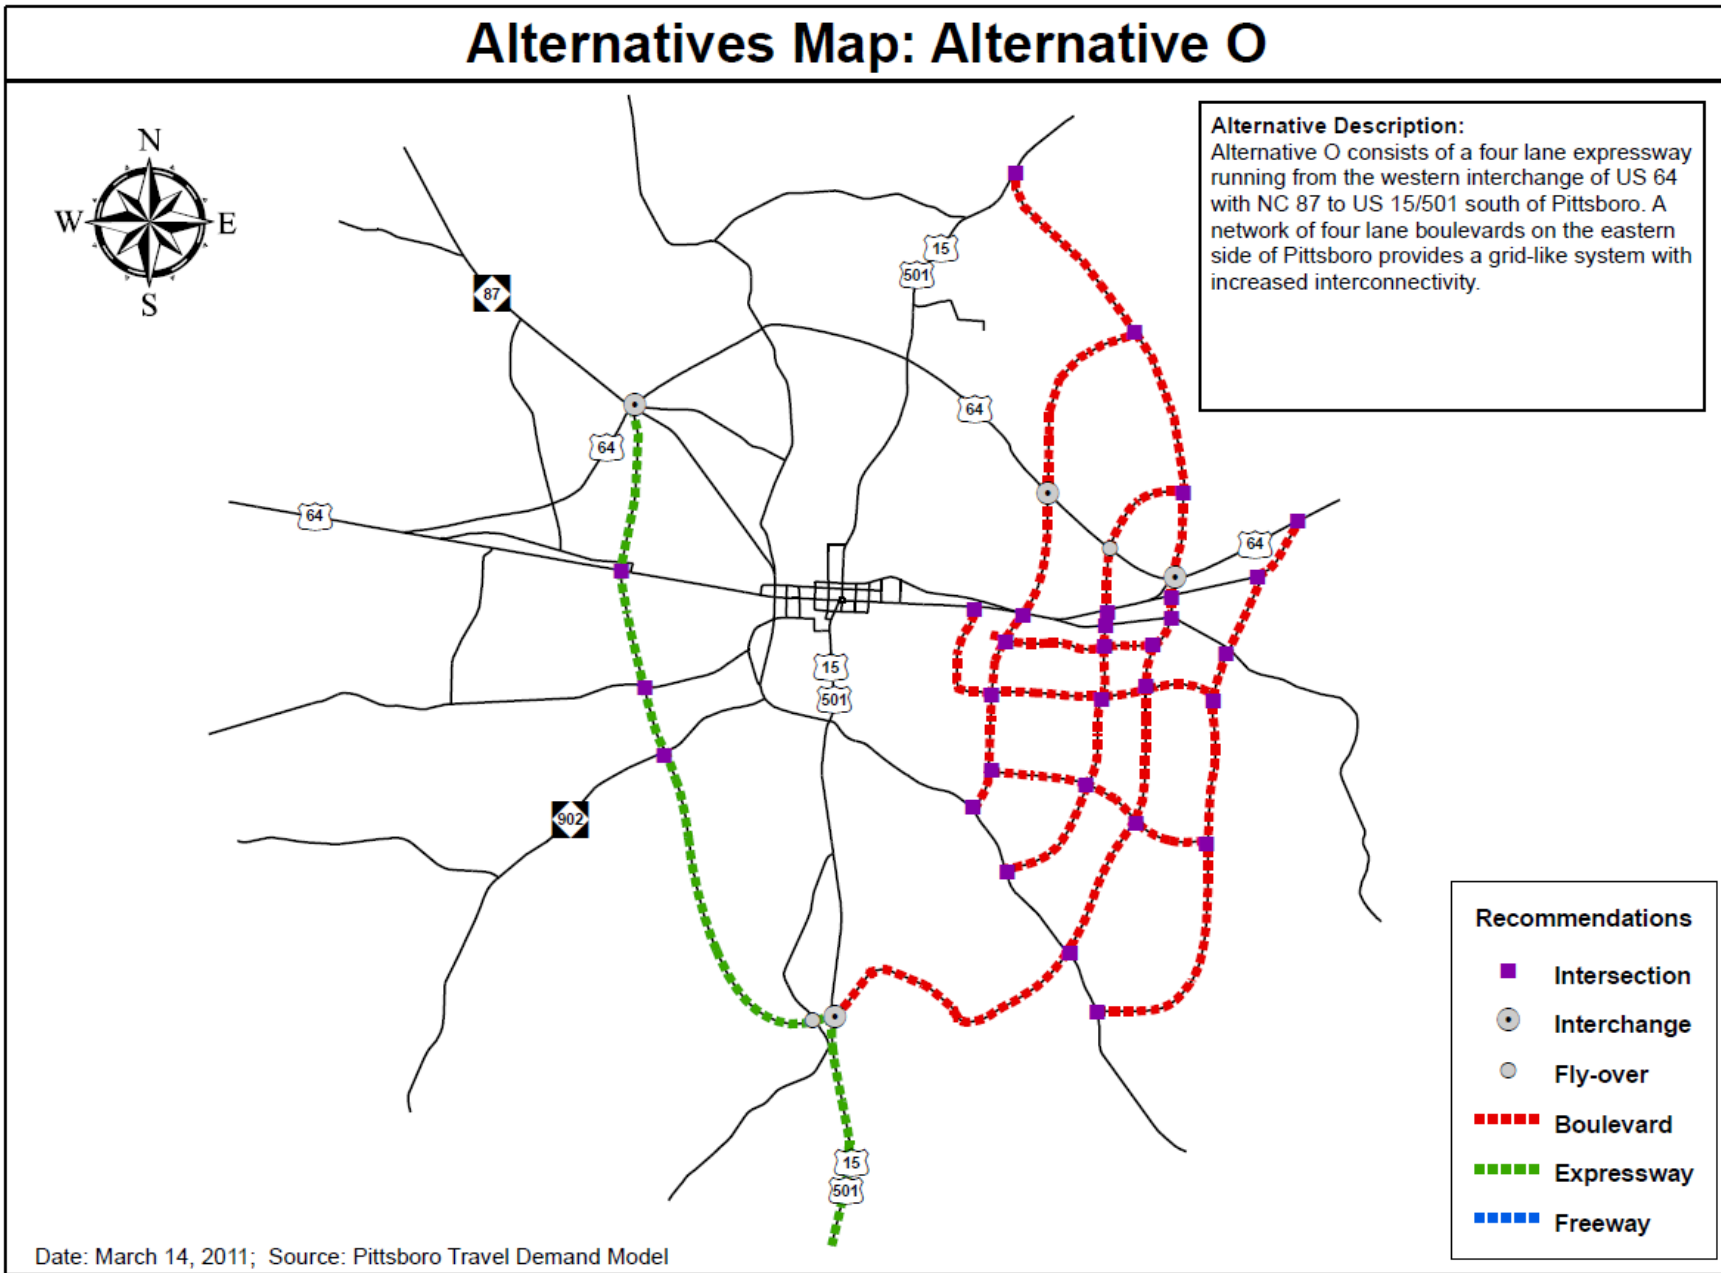 Alternatives Map: Alternative O
Alternative Description:
Alternative O consists of a four lane expressway
running from the western interchange of US 64
with NC 87 to US 15/501 south of Pittsboro. A
network of four lane boulevards on the eastern
side of Pittsboro provides a grid-like system with
increased interconnectivity.
N
W
E
S
15
501
87
64
64
64
64
15
501
902
15
501
Recommendations
Intersection
Interchange
Fly-over
Boulevard
Expressway
Freeway
Date: March 14, 2011; Source: Pittsboro Travel Demand Model